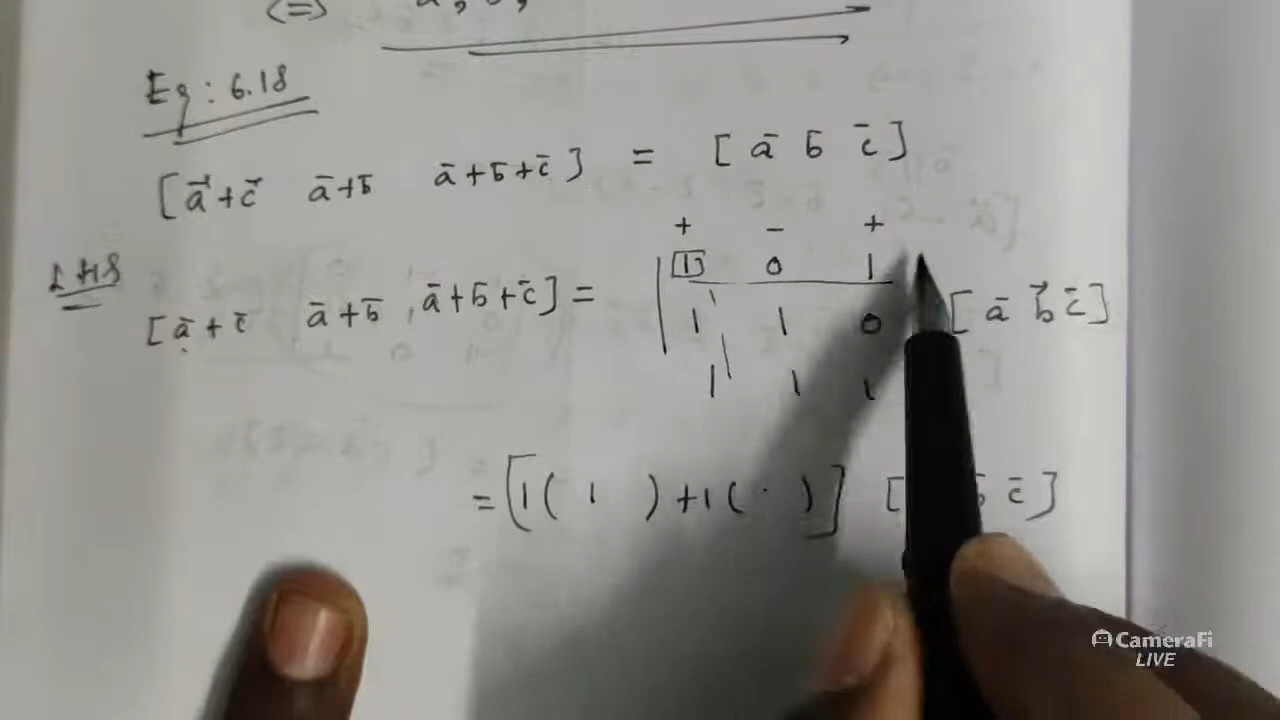 (=)
Eg : 6.18
[a⃗+c⃗ ā+b̄ ā+b̄+c̄] = [ā b̄ c̄]
+ - +
LHS
[ā+c̄ ā+b̄ , ā+b̄+c̄] = | 1 0 1 [ā b⃗ c̄]
1 1 0
1 1 1
= [1( 1 ) +1( · )] [ b̄ c̄]
CameraFi
LIVE